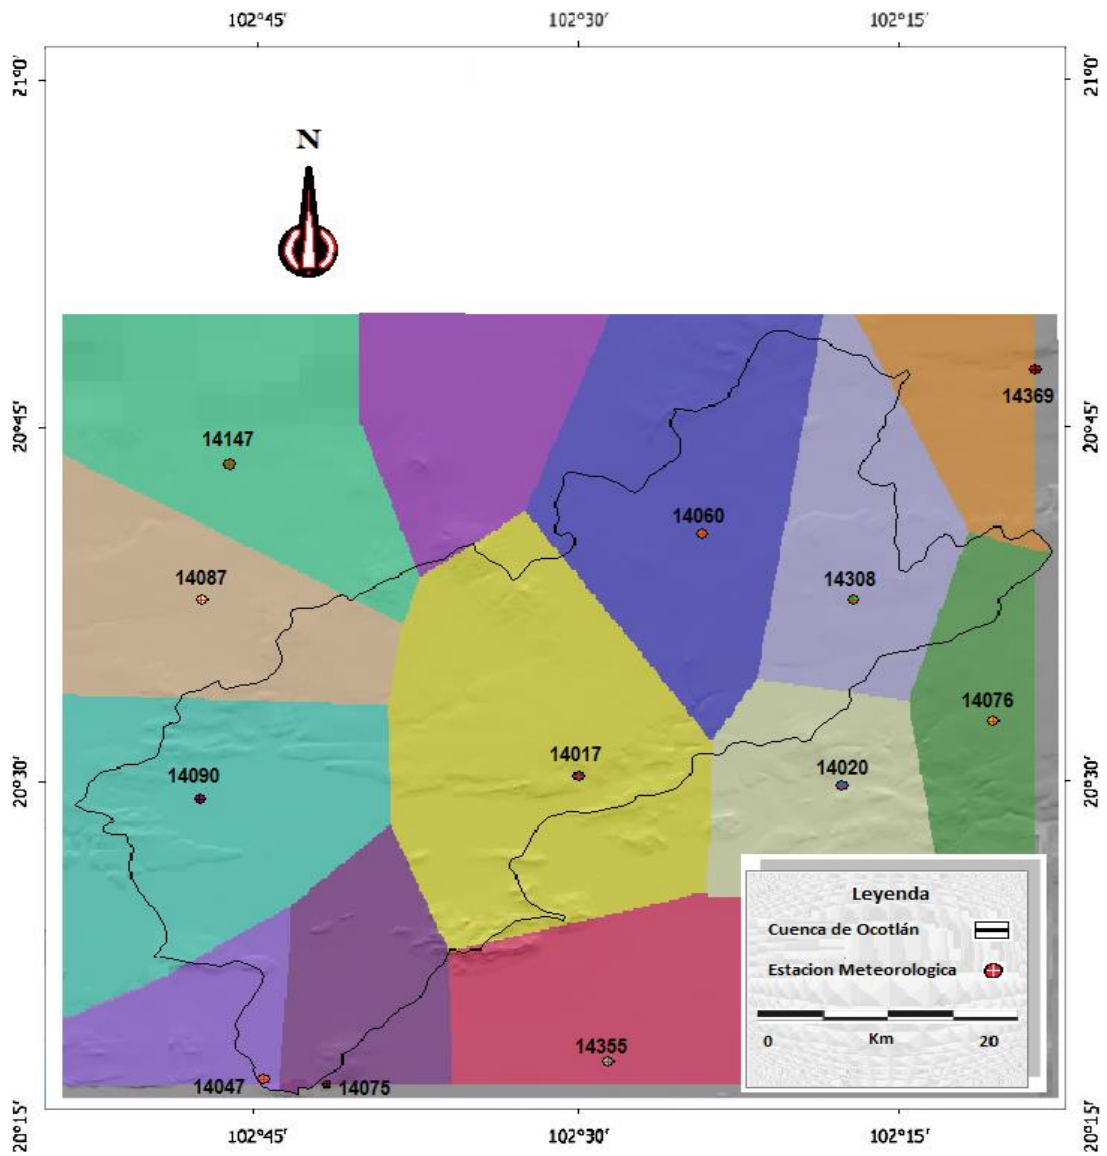 102°45' 102°30' 102°15'
21°0' 21°0'
N
14369
20°45' 20°45'
14147
14060
14087
14308
14076
14017
14020
14090
20°30' 20°30'
Leyenda
Cuenca de Ocotlán
Estacion Meteorologica
0 Km 20
14355
14047 14075
20°15' 20°15'
102°45' 102°30' 102°15'